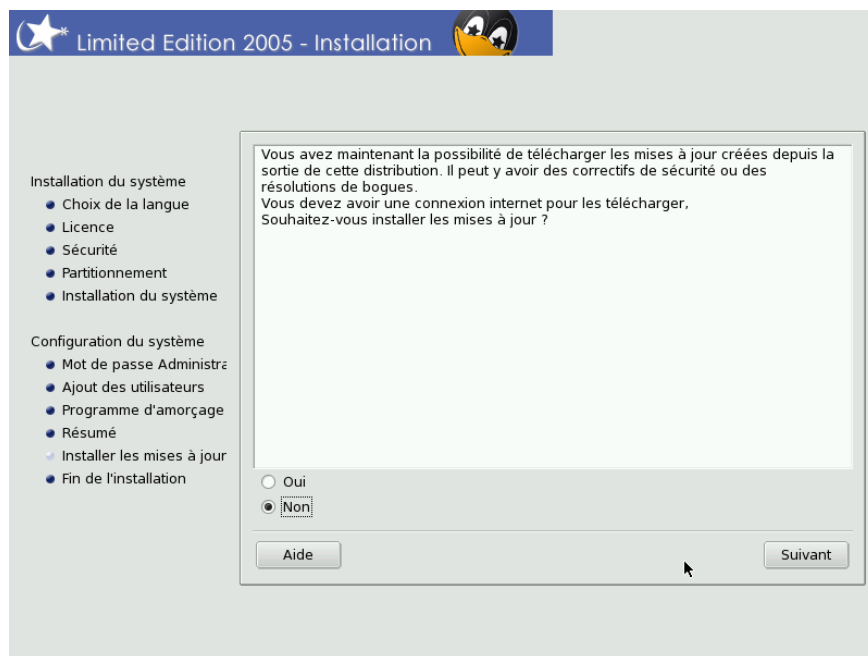 Limited Edition 2005 - Installation
Installation du système
Choix de la langue
Licence
Sécurité
Partitionnement
Installation du système
Configuration du système
Mot de passe Administra
Ajout des utilisateurs
Programme d'amorçage
Résumé
Installer les mises à jour
Fin de l'installation
Vous avez maintenant la possibilité de télécharger les mises à jour créées depuis la
sortie de cette distribution. Il peut y avoir des correctifs de sécurité ou des
résolutions de bogues.
Vous devez avoir une connexion internet pour les télécharger,
Souhaitez-vous installer les mises à jour ?
Oui
Non
Aide
Suivant